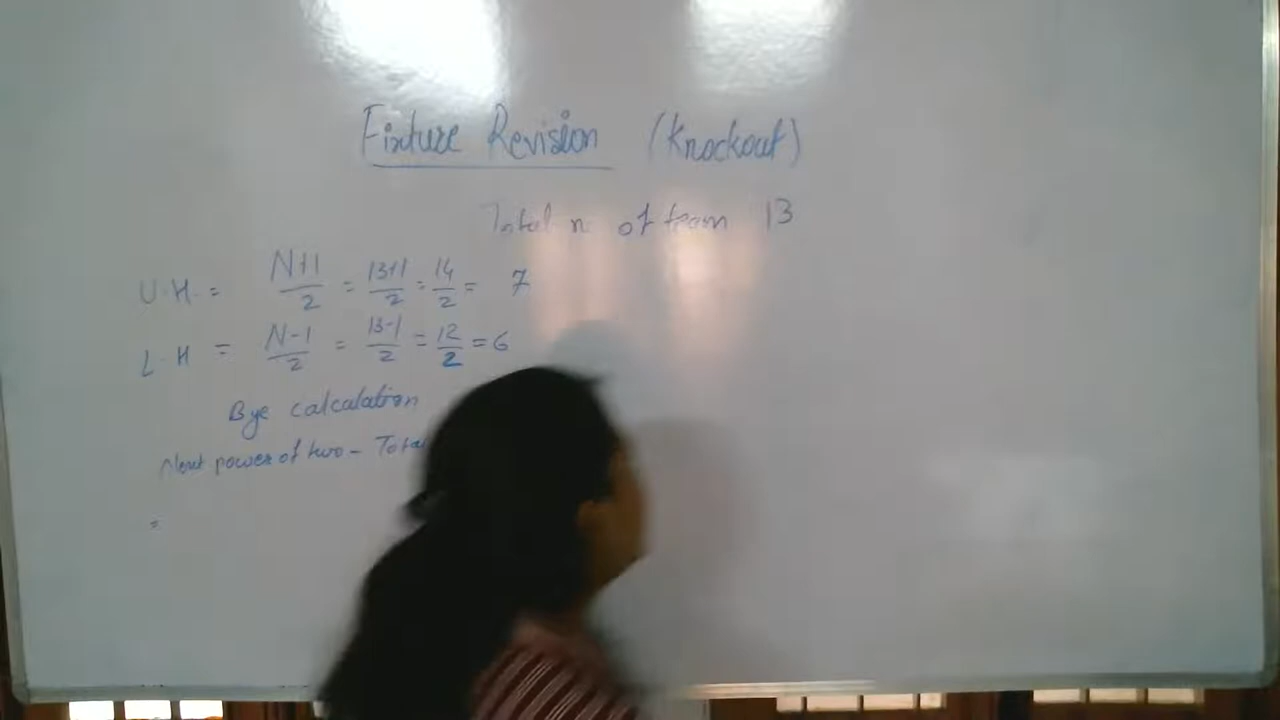 Fixture Revision (Knockout)
Total n of team 13
U.H. = N+1/2 = 13+1/2 = 14/2 = 7
L.H = N-1/2 = 13-1/2 = 12/2 = 6
Bye calculation
Next power of two - Total
=